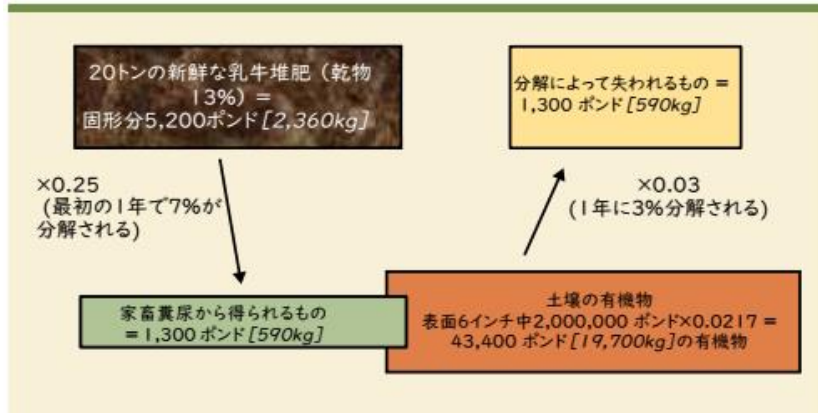 20トンの新鮮な乳牛堆肥（乾物
13%）＝
固形分5,200ポンド[2,360kg]
分解によって失われるもの =
1,300 ポンド[590kg]
×0.25
(最初の1年で7%が
分解される)
×0.03
(1年に3%分解される)
家畜糞尿から得られるもの
＝1,300 ポンド[590kg]
土壌の有機物
表面6インチ中2,000,000 ポンド×0.0217 =
43,400 ポンド[19,700kg]の有機物